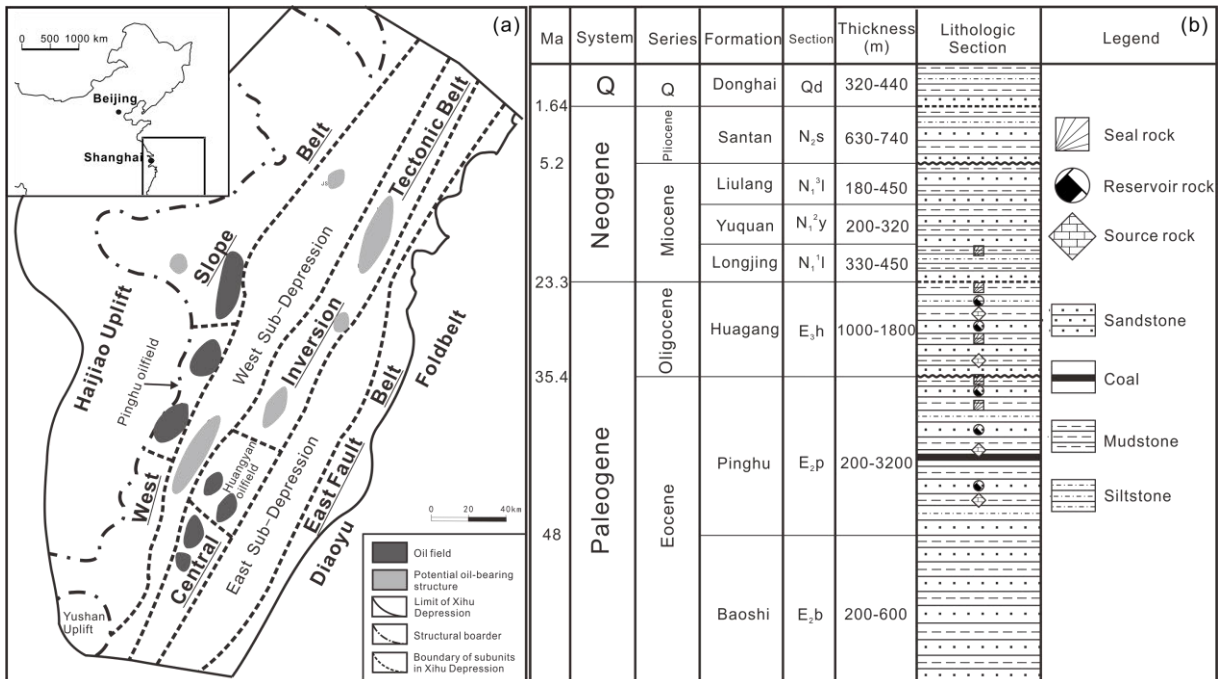 (a)
0 500 1000 km
Beijing
Shanghai
Haijiao Uplift
Pinghu oilfield
West
Slope
Belt
West Sub-Depression
Central
Inversion
Tectonic Belt
Huangyan
oilfield
East Sub-Depression
East Fault
Belt
Diaoyu
Foldbelt
Yushan
Uplift
0 20 40km
Oil field
Potential oil-bearing
structure
Limit of Xihu
Depression
Structural boarder
Boundary of subunits
in Xihu Depression
(b)
Ma System Series Formation Section Thickness (m) Lithologic Section Legend
Q Q Donghai Qd 320-440
1.64
Neogene
Pliocene Santan N₂s 630-740
5.2
Miocene
Liulang N₁³l 180-450
Yuquan N₁²y 200-320
Longjing N₁¹l 330-450
23.3
Paleogene
Oligocene Huagang E₃h 1000-1800
35.4
Eocene
Pinghu E₂p 200-3200
48
Baoshi E₂b 200-600
Seal rock
Reservoir rock
Source rock
Sandstone
Coal
Mudstone
Siltstone